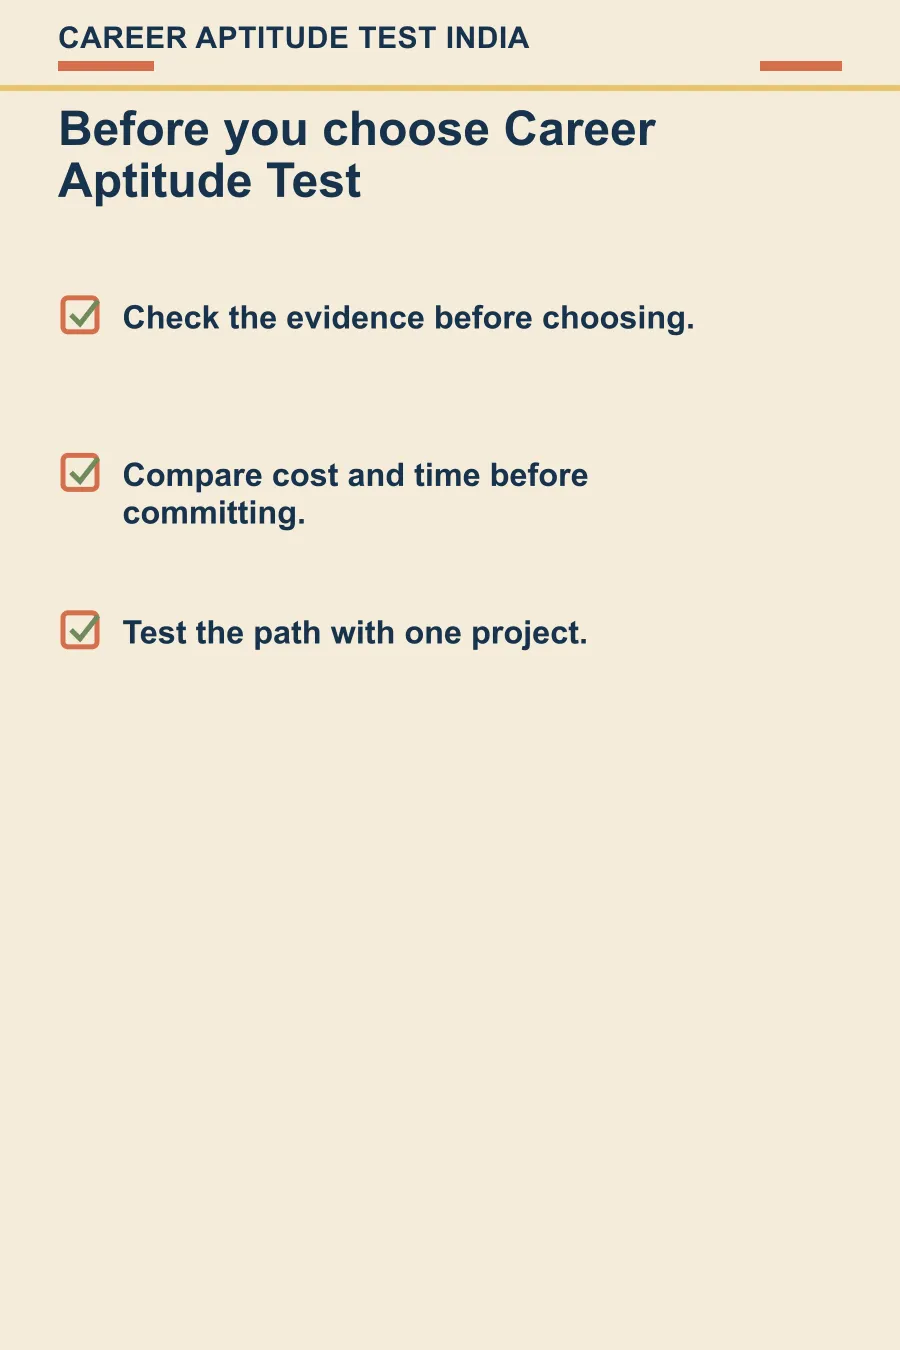 CAREER APTITUDE TEST INDIA
Before you choose Career
Aptitude Test
Check the evidence before choosing.
Compare cost and time before
committing.
Test the path with one project.